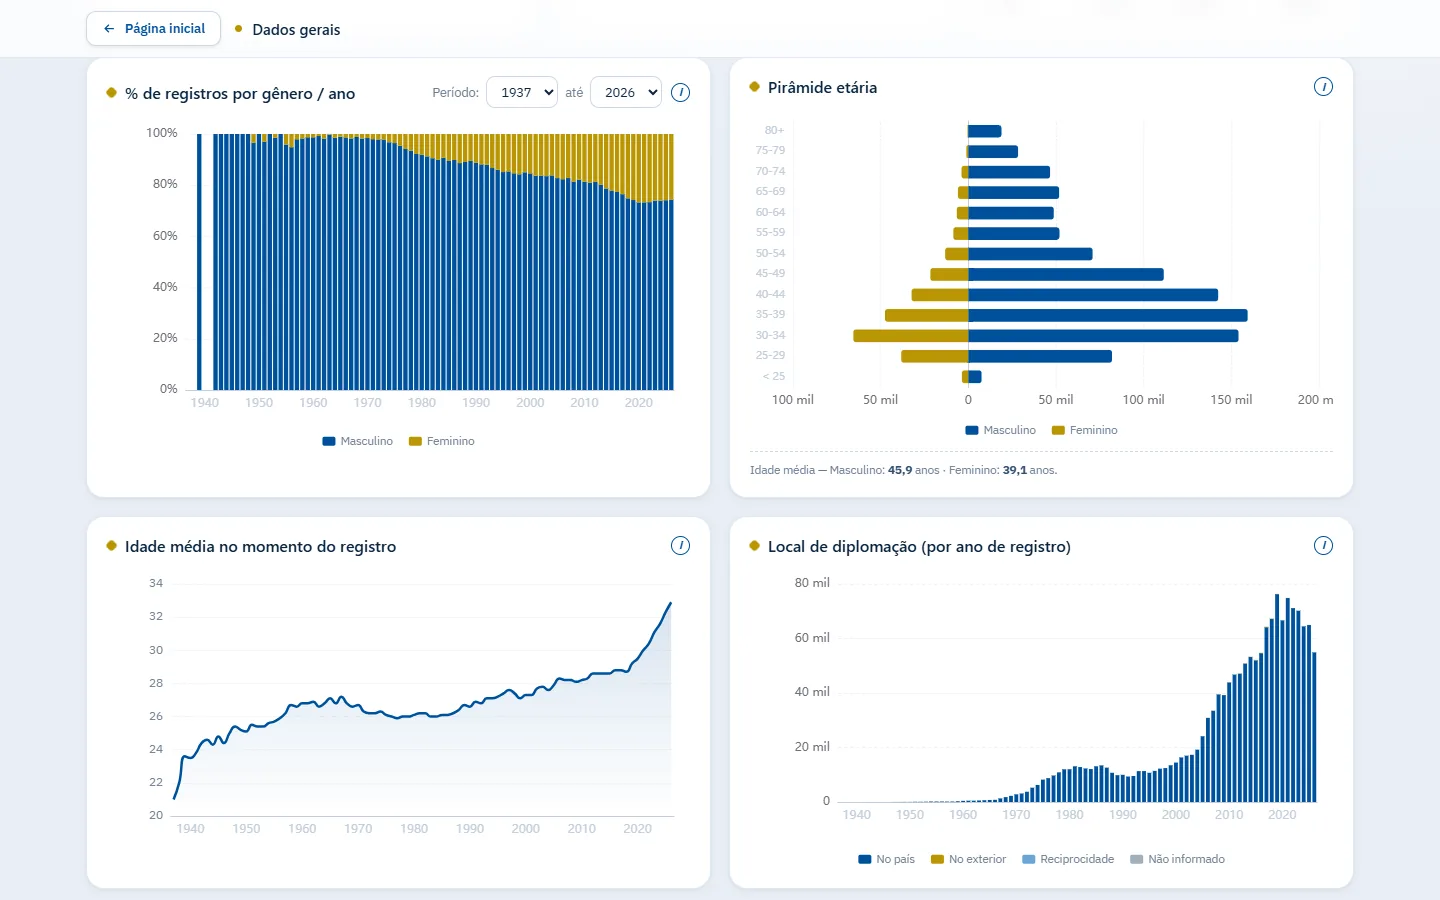 ← Página inicial
Dados gerais
% de registros por gênero / ano
Período: 1937 até 2026
100%
80%
60%
40%
20%
0%
1940 1950 1960 1970 1980 1990 2000 2010 2020
Masculino Feminino
Pirâmide etária
80+
75-79
70-74
65-69
60-64
55-59
50-54
45-49
40-44
35-39
30-34
25-29
< 25
100 mil 50 mil 0 50 mil 100 mil 150 mil 200 m
Masculino Feminino
Idade média — Masculino: 45,9 anos · Feminino: 39,1 anos.
Idade média no momento do registro
34
32
30
28
26
24
22
20
1940 1950 1960 1970 1980 1990 2000 2010 2020
Local de diplomação (por ano de registro)
80 mil
60 mil
40 mil
20 mil
0
1940 1950 1960 1970 1980 1990 2000 2010 2020
No país No exterior Reciprocidade Não informado